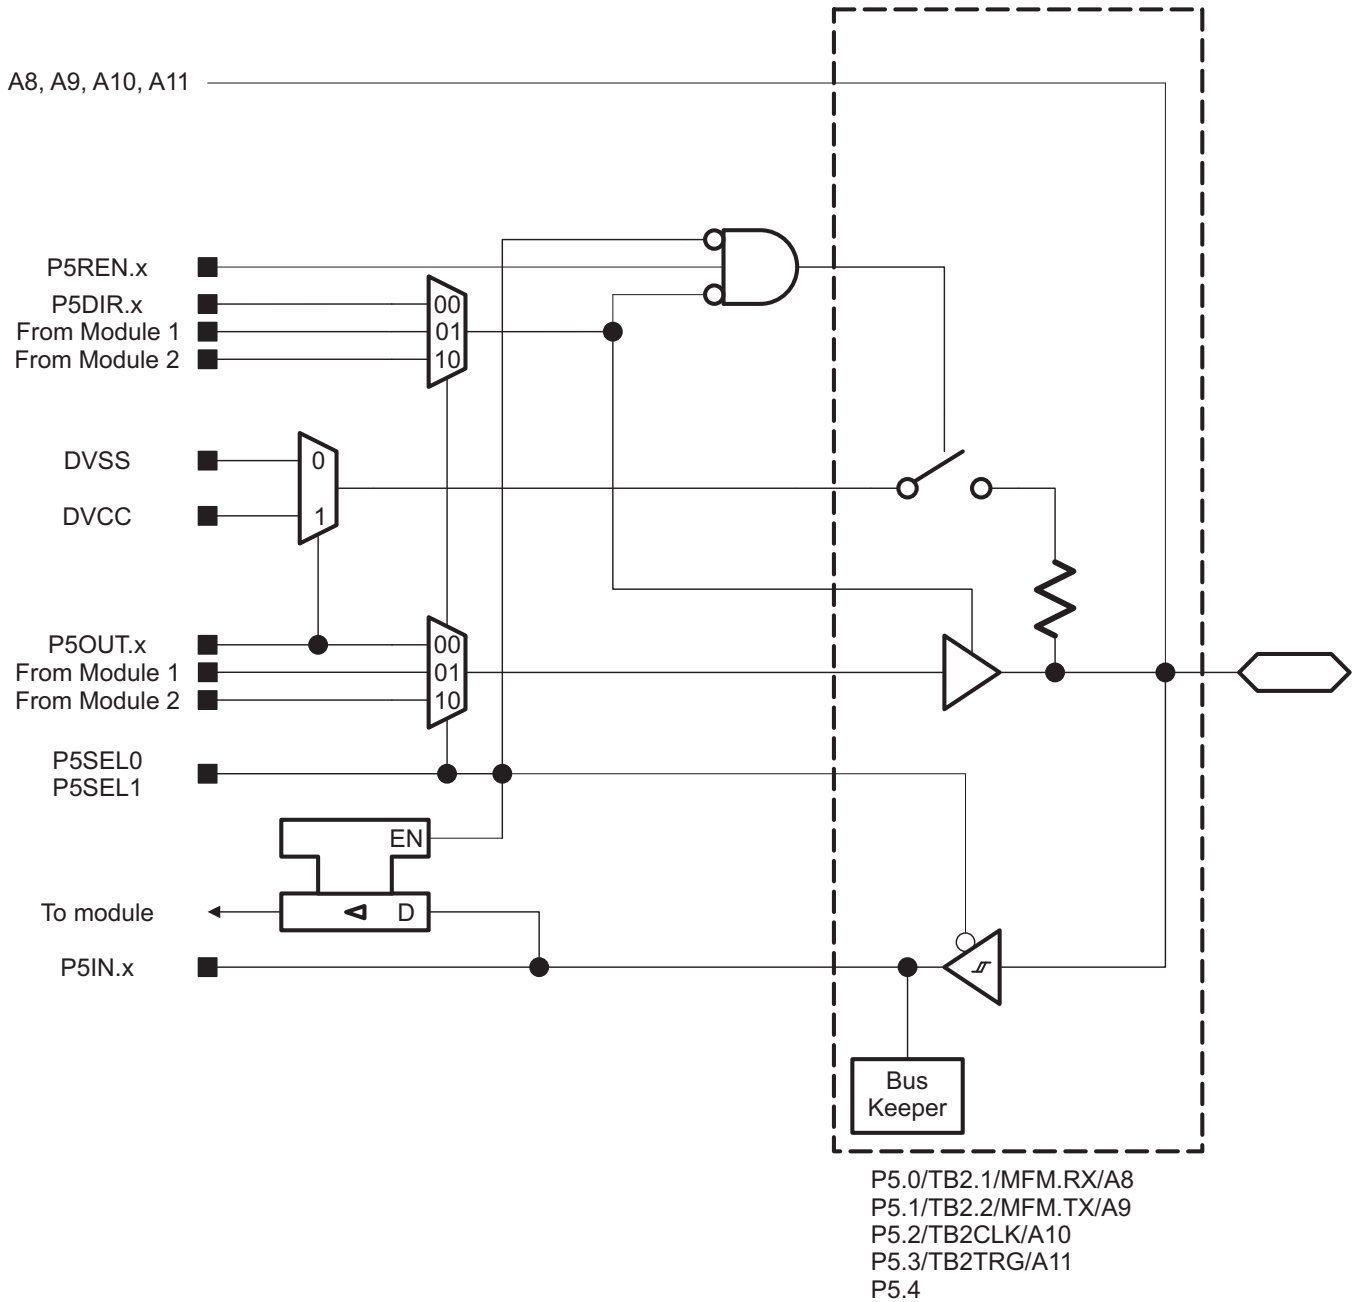 A8, A9, A10, A11
P5REN.x
P5DIR.x
From Module 1
From Module 2
00
01
10
DVSS
DVCC
0
1
P5OUT.x
From Module 1
From Module 2
00
01
10
P5SEL0
P5SEL1
EN
To module
D
P5IN.x
Bus
Keeper
P5.0/TB2.1/MFM.RX/A8
P5.1/TB2.2/MFM.TX/A9
P5.2/TB2CLK/A10
P5.3/TB2TRG/A11
P5.4